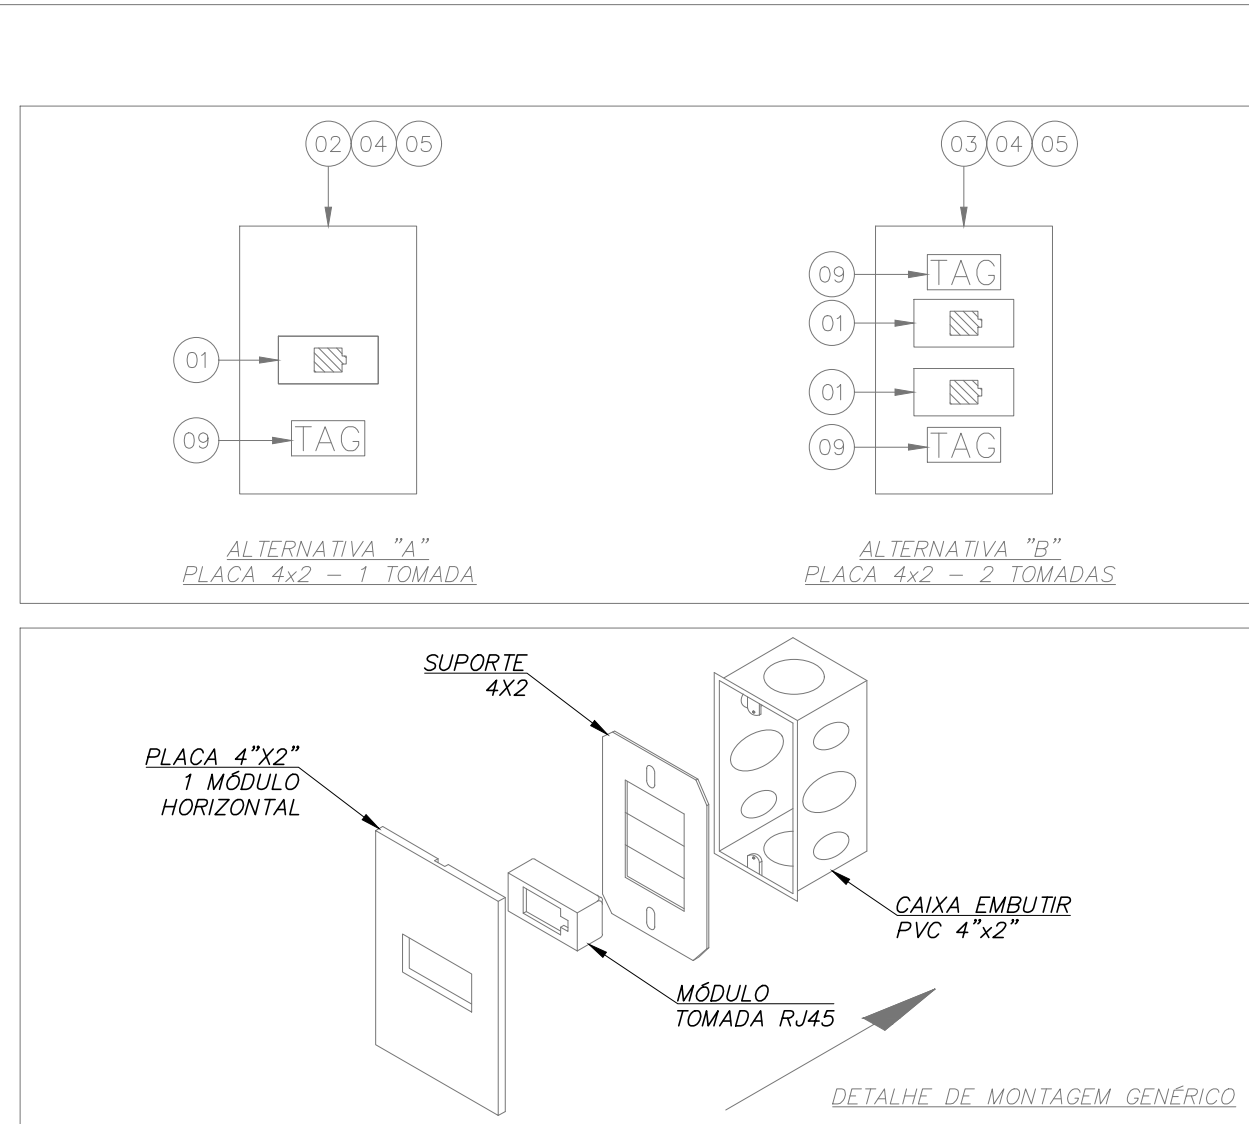 02 04 05
01
09 TAG
ALTERNATIVA "A"
PLACA 4x2 – 1 TOMADA
03 04 05
09 TAG
01
01
09 TAG
ALTERNATIVA "B"
PLACA 4x2 – 2 TOMADAS
SUPORTE
4X2
PLACA 4"X2"
1 MÓDULO
HORIZONTAL
CAIXA EMBUTIR
PVC 4"x2"
MÓDULO
TOMADA RJ45
DETALHE DE MONTAGEM GENÉRICO